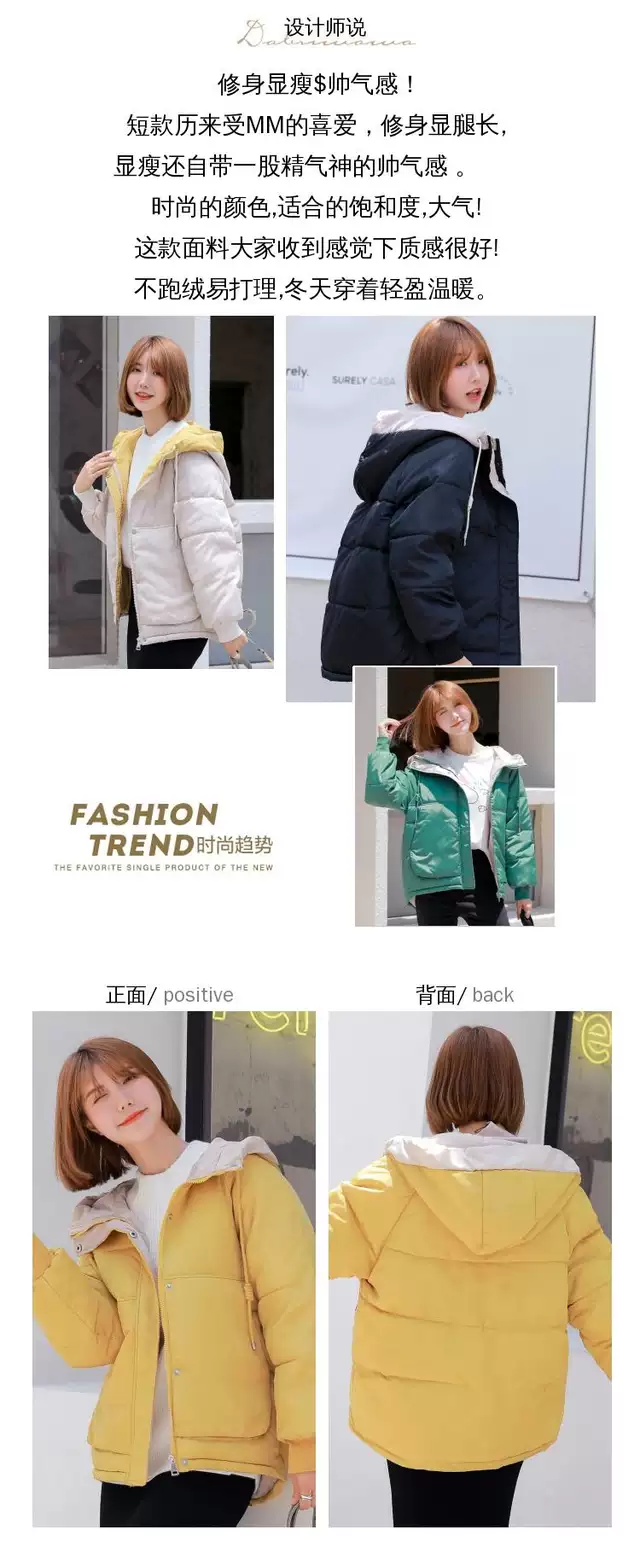 设计师说
修身显瘦$帅气感！
短款历来受MM的喜爱，修身显腿长,
显瘦还自带一股精气神的帅气感 。
时尚的颜色,适合的饱和度,大气!
这款面料大家收到感觉下质感很好!
不跑绒易打理,冬天穿着轻盈温暖。
SURELY CASA
FASHION
TREND时尚趋势
THE FAVORITE SINGLE PRODUCT OF THE NEW
正面/ positive
背面/ back